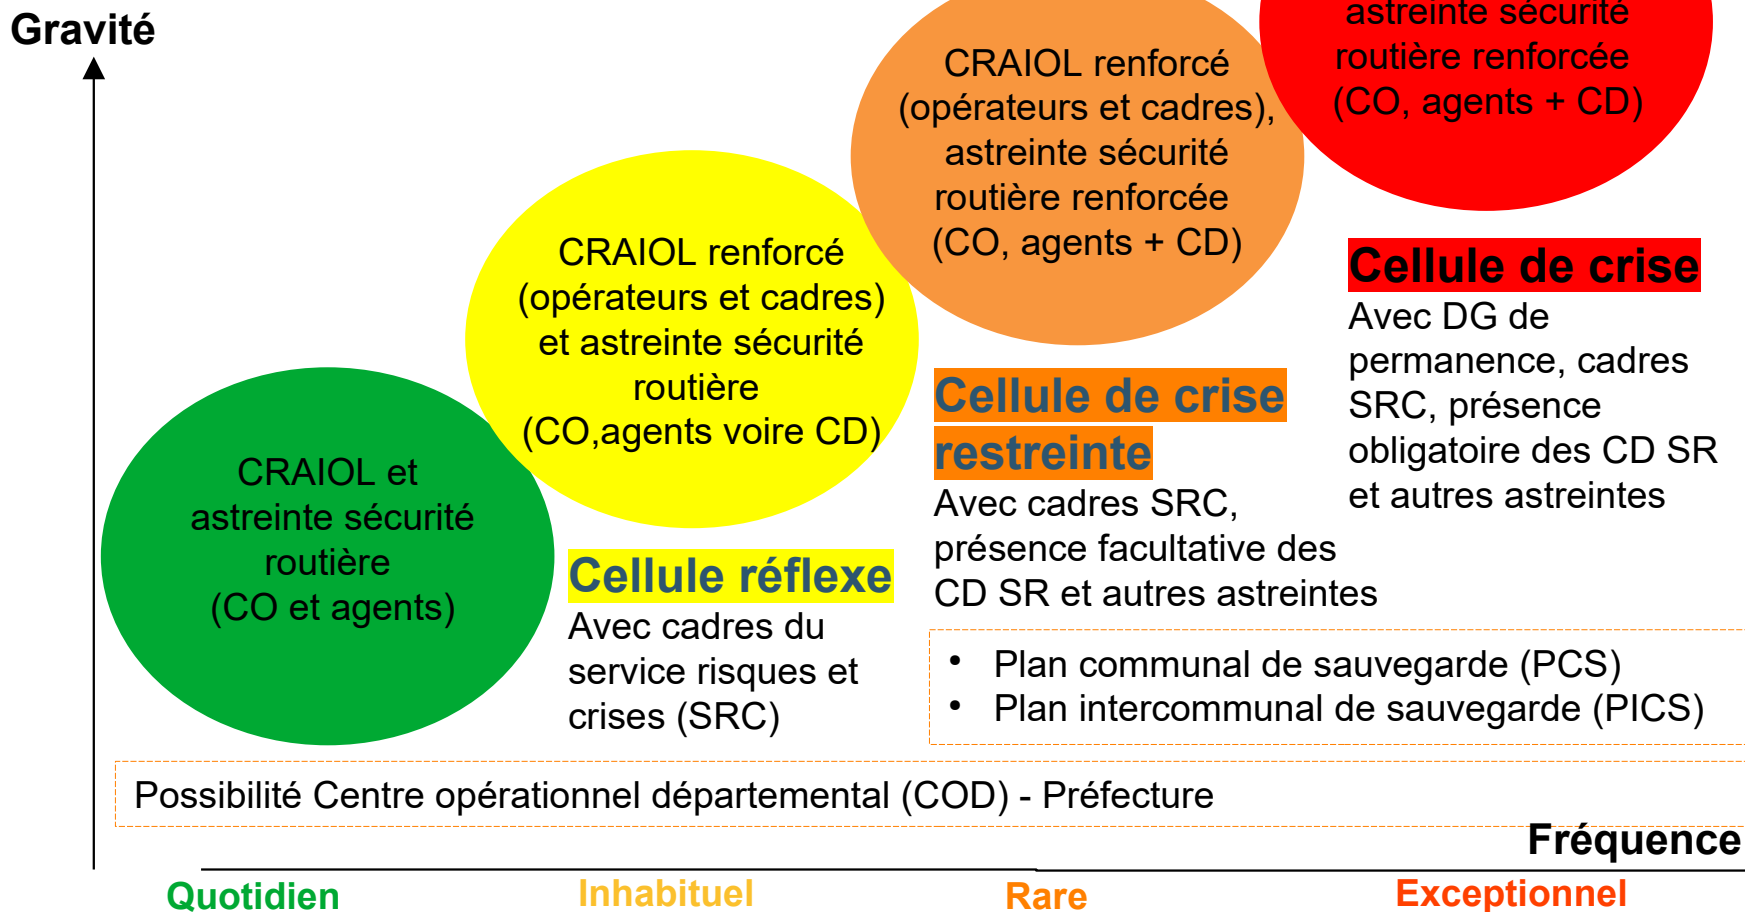 Gravité
astreinte sécurité
routière renforcée
(CO, agents + CD)
CRAIOL renforcé
(opérateurs et cadres),
astreinte sécurité
routière renforcée
(CO, agents + CD)
CRAIOL renforcé
(opérateurs et cadres)
et astreinte sécurité
routière
(CO,agents voire CD)
CRAIOL et
astreinte sécurité
routière
(CO et agents)
Cellule réflexe
Avec cadres du
service risques et
crises (SRC)
Cellule de crise
restreinte
Avec cadres SRC,
présence facultative des
CD SR et autres astreintes
Cellule de crise
Avec DG de
permanence, cadres
SRC, présence
obligatoire des CD SR
et autres astreintes
• Plan communal de sauvegarde (PCS)
• Plan intercommunal de sauvegarde (PICS)
Possibilité Centre opérationnel départemental (COD) - Préfecture
Fréquence
Quotidien
Inhabituel
Rare
Exceptionnel